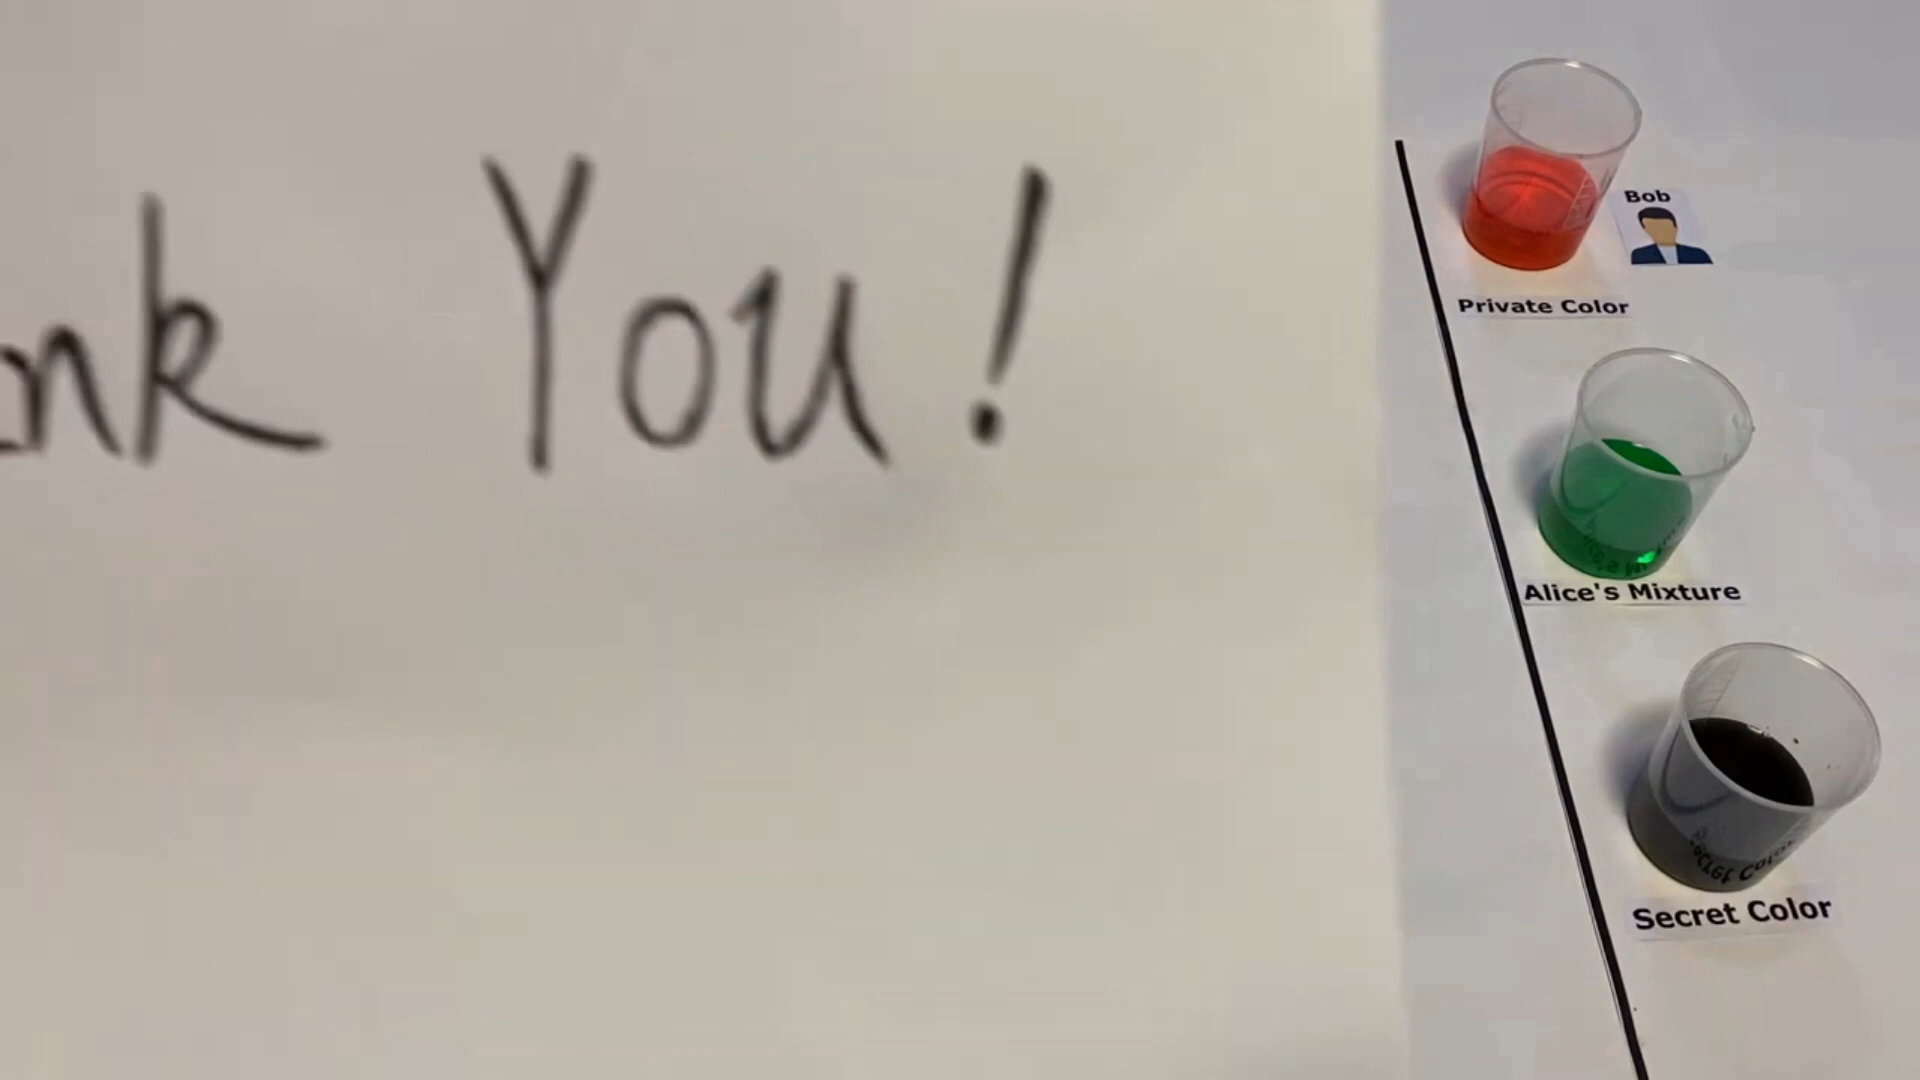 nk You!
Bob
Private Color
Alice's Mixture
Secret Color